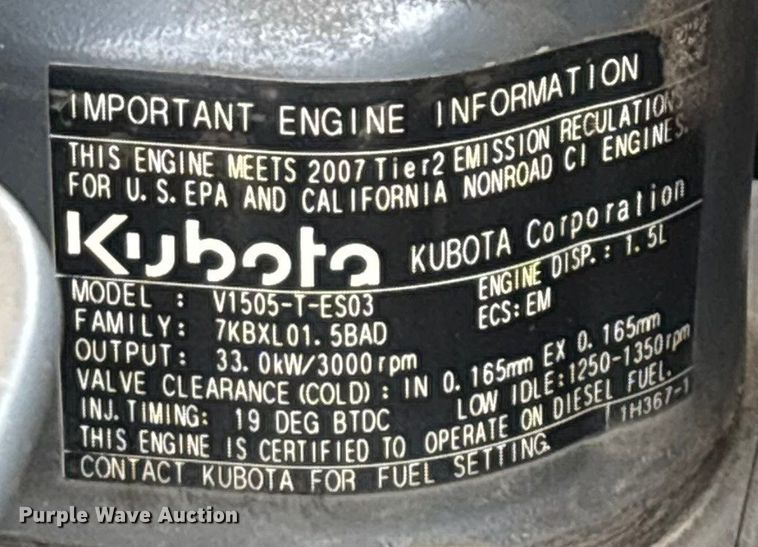 IMPORTANT ENGINE INFORMATION
THIS ENGINE MEETS 2007 Tier2 EMISSION REGULATIONS
FOR U.S. EPA AND CALIFORNIA NONROAD CI ENGINES.
Kubota KUBOTA Corporation
MODEL : V1505-T-ES03 ENGINE DISP.: 1.5L
FAMILY: 7KBXL01.5BAD ECS: EM
OUTPUT: 33.0kW/3000rpm
VALVE CLEARANCE (COLD) : IN 0.165mm EX 0.165mm
INJ. TIMING: 19 DEG BTDC LOW IDLE:1250-1350rpm
THIS ENGINE IS CERTIFIED TO OPERATE ON DIESEL FUEL.
CONTACT KUBOTA FOR FUEL SETTING. 1H367-1
Purple Wave Auction